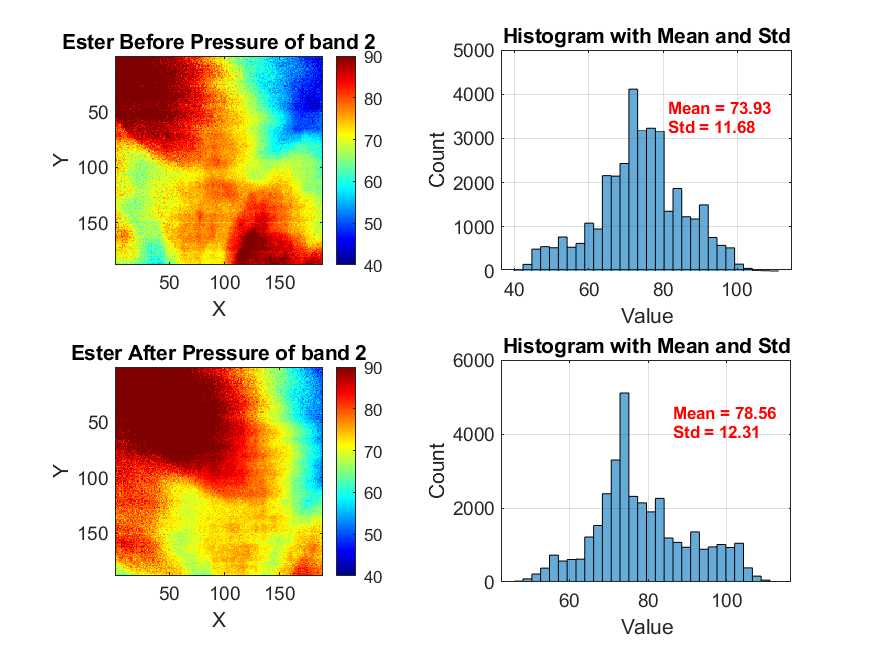 Ester Before Pressure of band 2
50
100
150
Y
50 100 150
X
90
80
70
60
50
40
Histogram with Mean and Std
5000
4000
3000
2000
1000
0
Count
Mean = 73.93
Std = 11.68
40 60 80 100
Value
Ester After Pressure of band 2
50
100
150
Y
50 100 150
X
90
80
70
60
50
40
Histogram with Mean and Std
6000
4000
2000
0
Count
Mean = 78.56
Std = 12.31
60 80 100
Value